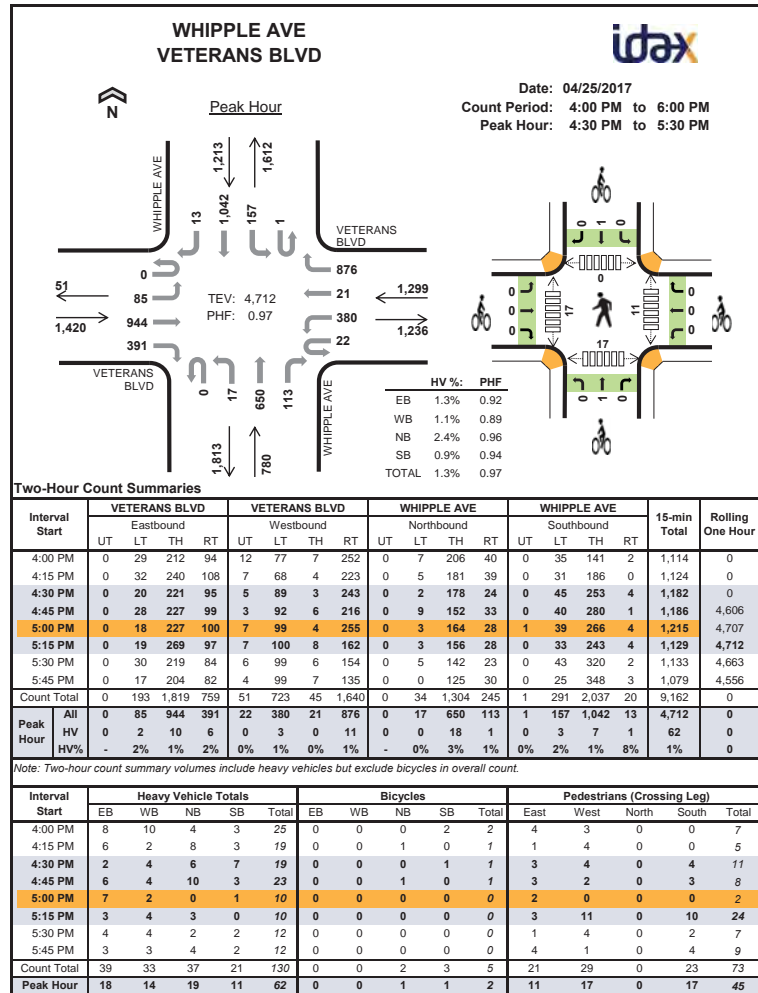 WHIPPLE AVE
VETERANS BLVD
idax
N
Peak Hour
Date: 04/25/2017
Count Period: 4:00 PM to 6:00 PM
Peak Hour: 4:30 PM to 5:30 PM
WHIPPLE AVE
1,213
1,612
13
1,042
157
1
VETERANS
BLVD
0
876
51
85
TEV: 4,712
21
1,299
PHF: 0.97
1,420
944
380
1,236
391
22
VETERANS
BLVD
0
17
650
113
WHIPPLE AVE
1,813
780
0 1 0
0
0
0
0
17
11
0
0
0
17
0 1 0
HV %: PHF
EB 1.3% 0.92
WB 1.1% 0.89
NB 2.4% 0.96
SB 0.9% 0.94
TOTAL 1.3% 0.97
Two-Hour Count Summaries
Interval Start VETERANS BLVD VETERANS BLVD WHIPPLE AVE WHIPPLE AVE 15-min Total Rolling One Hour
Eastbound Westbound Northbound Southbound
UT LT TH RT UT LT TH RT UT LT TH RT UT LT TH RT
4:00 PM 0 29 212 94 12 77 7 252 0 7 206 40 0 35 141 2 1,114 0
4:15 PM 0 32 240 108 7 68 4 223 0 5 181 39 0 31 186 0 1,124 0
4:30 PM 0 20 221 95 5 89 3 243 0 2 178 24 0 45 253 4 1,182 0
4:45 PM 0 28 227 99 3 92 6 216 0 9 152 33 0 40 280 1 1,186 4,606
5:00 PM 0 18 227 100 7 99 4 255 0 3 164 28 1 39 266 4 1,215 4,707
5:15 PM 0 19 269 97 7 100 8 162 0 3 156 28 0 33 243 4 1,129 4,712
5:30 PM 0 30 219 84 6 99 6 154 0 5 142 23 0 43 320 2 1,133 4,663
5:45 PM 0 17 204 82 4 99 7 135 0 0 125 30 0 25 348 3 1,079 4,556
Count Total 0 193 1,819 759 51 723 45 1,640 0 34 1,304 245 1 291 2,037 20 9,162 0
Peak Hour All 0 85 944 391 22 380 21 876 0 17 650 113 1 157 1,042 13 4,712 0
HV 0 2 10 6 0 3 0 11 0 0 18 1 0 3 7 1 62 0
HV% - 2% 1% 2% 0% 1% 0% 1% - 0% 3% 1% 0% 2% 1% 8% 1% 0
Note: Two-hour count summary volumes include heavy vehicles but exclude bicycles in overall count.
Interval Start Heavy Vehicle Totals Bicycles Pedestrians (Crossing Leg)
EB WB NB SB Total EB WB NB SB Total East West North South Total
4:00 PM 8 10 4 3 25 0 0 0 2 2 4 3 0 0 7
4:15 PM 6 2 8 3 19 0 0 1 0 1 1 4 0 0 5
4:30 PM 2 4 6 7 19 0 0 0 1 1 3 4 0 4 11
4:45 PM 6 4 10 3 23 0 0 1 0 1 3 2 0 3 8
5:00 PM 7 2 0 1 10 0 0 0 0 0 2 0 0 0 2
5:15 PM 3 4 3 0 10 0 0 0 0 0 3 11 0 10 24
5:30 PM 4 4 2 2 12 0 0 0 0 0 1 4 0 2 7
5:45 PM 3 3 4 2 12 0 0 0 0 0 4 1 0 4 9
Count Total 39 33 37 21 130 0 0 2 3 5 21 29 0 23 73
Peak Hour 18 14 19 11 62 0 0 1 1 2 11 17 0 17 45